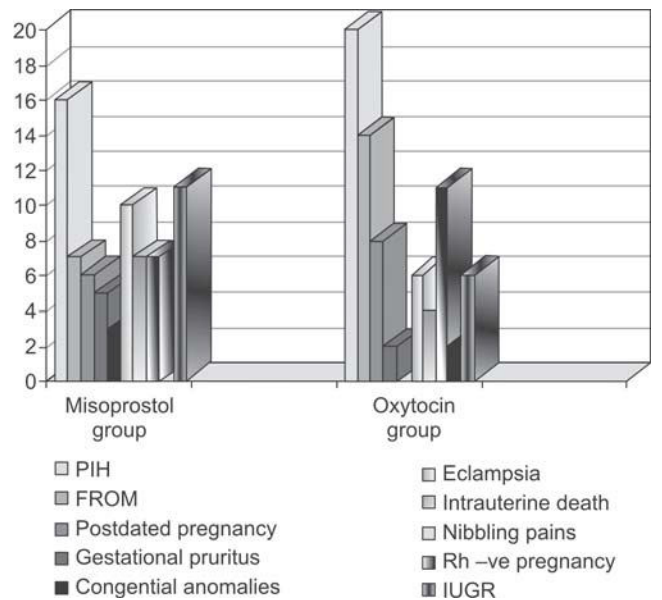 20
18
16
14
12
10
8
6
4
2
0
Misoprostol
group
Oxytocin
group
PIH
FROM
Postdated pregnancy
Gestational pruritus
Congential anomalies
Eclampsia
Intrauterine death
Nibbling pains
Rh –ve pregnancy
IUGR